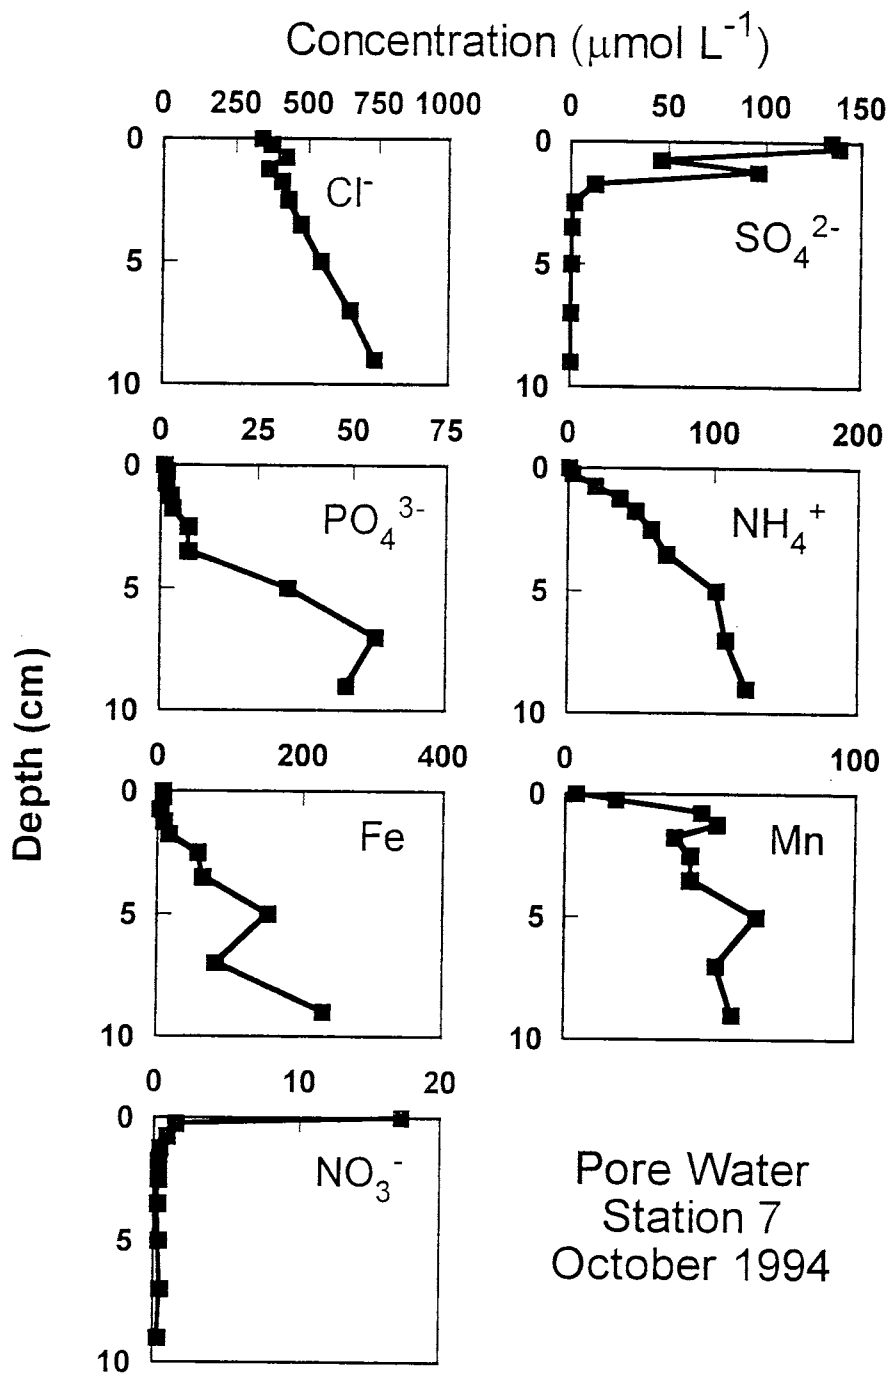 Concentration (μmol L⁻¹)
0 250 500 750 1000
0 50 100 150
0
5
10
Cl⁻
0
5
10
SO₄²⁻
0 25 50 75
0 100 200
0
5
10
PO₄³⁻
0
5
10
NH₄⁺
Depth (cm)
0 200 400
0 100
0
5
10
Fe
0
5
10
Mn
0 10 20
0
5
10
NO₃⁻
Pore Water
Station 7
October 1994